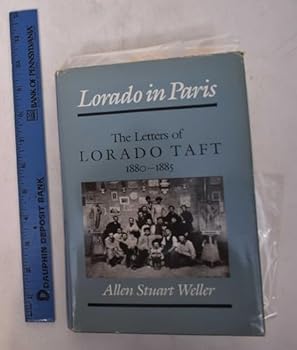 Lorado in Paris
The Letters of
LORADO TAFT
1880–1885
Allen Stuart Weller
BANK OF PENNSYLVANIA
DAUPHIN DEPOSIT BANK